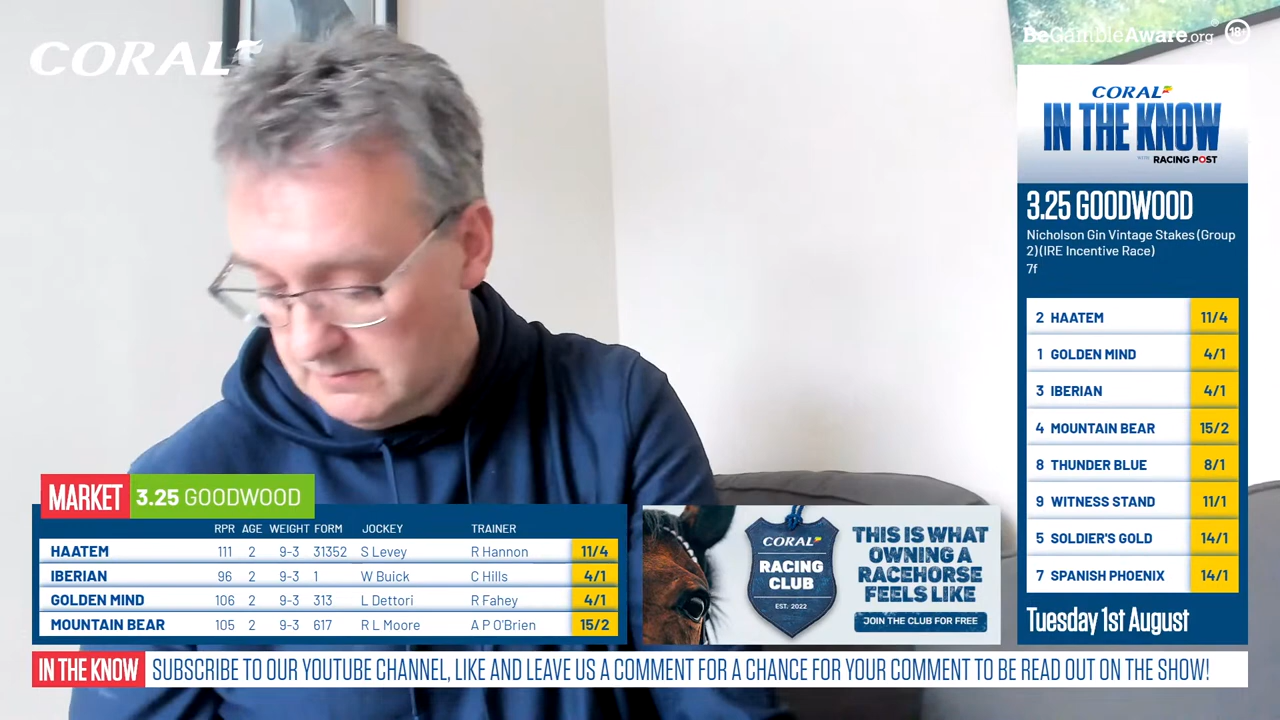 CORAL
BeGambleAware.org 18+
CORAL
IN THE KNOW
WITH RACING POST
3.25 GOODWOOD
Nicholson Gin Vintage Stakes (Group
2) (IRE Incentive Race)
7f
2 HAATEM 11/4
1 GOLDEN MIND 4/1
3 IBERIAN 4/1
4 MOUNTAIN BEAR 15/2
8 THUNDER BLUE 8/1
9 WITNESS STAND 11/1
5 SOLDIER'S GOLD 14/1
7 SPANISH PHOENIX 14/1
Tuesday 1st August
MARKET 3.25 GOODWOOD
RPR AGE WEIGHT FORM JOCKEY TRAINER
HAATEM 111 2 9-3 31352 S Levey R Hannon 11/4
IBERIAN 96 2 9-3 1 W Buick C Hills 4/1
GOLDEN MIND 106 2 9-3 313 L Dettori R Fahey 4/1
MOUNTAIN BEAR 105 2 9-3 617 R L Moore A P O'Brien 15/2
CORAL
RACING
CLUB
EST. 2022
THIS IS WHAT
OWNING A
RACEHORSE
FEELS LIKE
JOIN THE CLUB FOR FREE
IN THE KNOW SUBSCRIBE TO OUR YOUTUBE CHANNEL, LIKE AND LEAVE US A COMMENT FOR A CHANCE FOR YOUR COMMENT TO BE READ OUT ON THE SHOW!